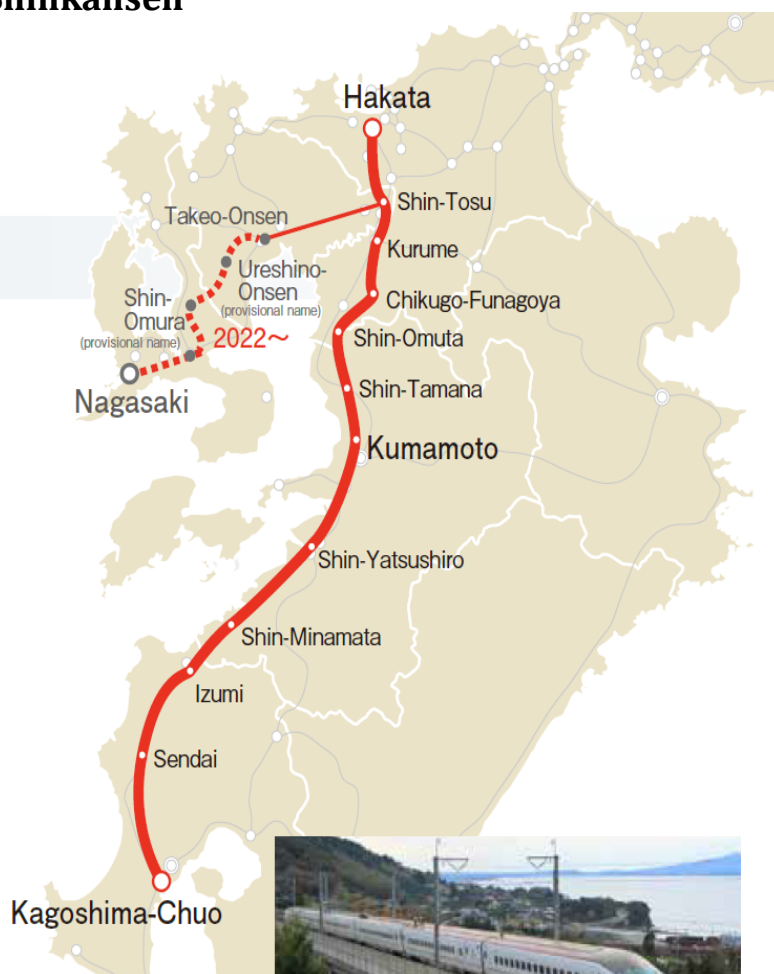 Hakata
Shin-Tosu
Takeo-Onsen
Kurume
Ureshino-
Onsen
(provisional name)
Chikugo-Funagoya
Shin-
Omura
(provisional name)
2022～
Shin-Omuta
Nagasaki
Shin-Tamana
Kumamoto
Shin-Yatsushiro
Shin-Minamata
Izumi
Sendai
Kagoshima-Chuo